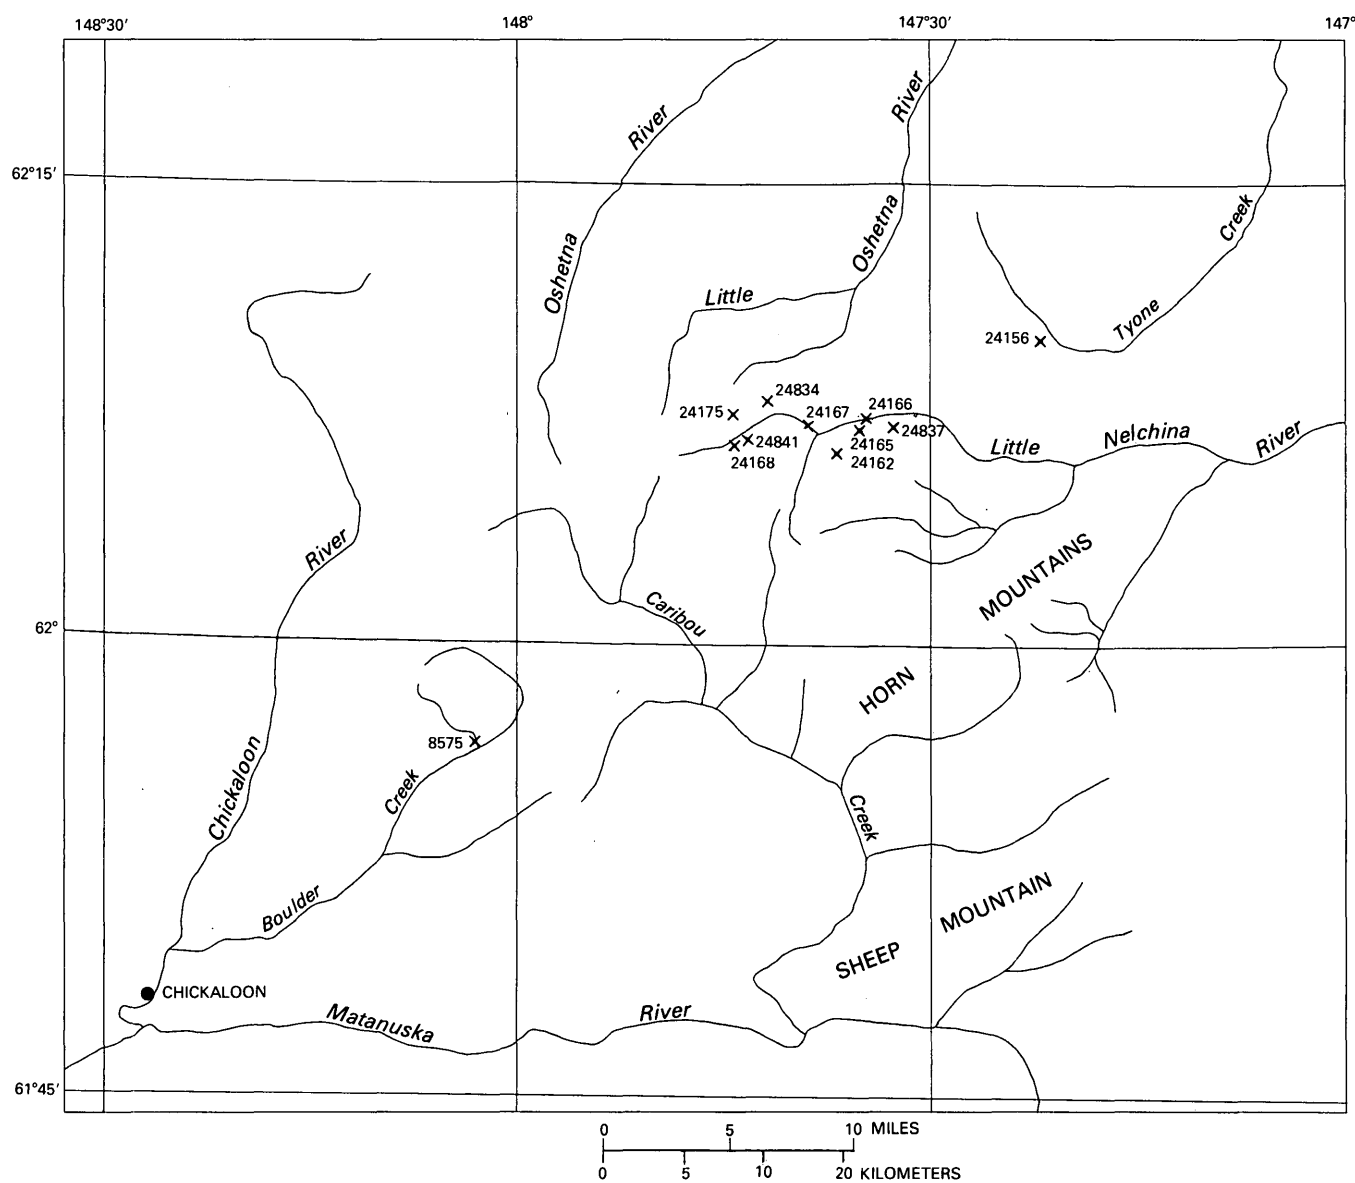 148°30′
148°
147°30′
147°
River
River
62°15′
Oshetna
Oshetna
Creek
Little
Tyone
24156
24834
24175
24167
24166
24841
24837
24168
24165
24162
Little
Nelchina
River
River
MOUNTAINS
Caribou
62°
HORN
8575
Chickaloon
Creek
Creek
Boulder
MOUNTAIN
SHEEP
CHICKALOON
Matanuska
River
61°45′
0 5 10 MILES
0 5 10 20 KILOMETERS